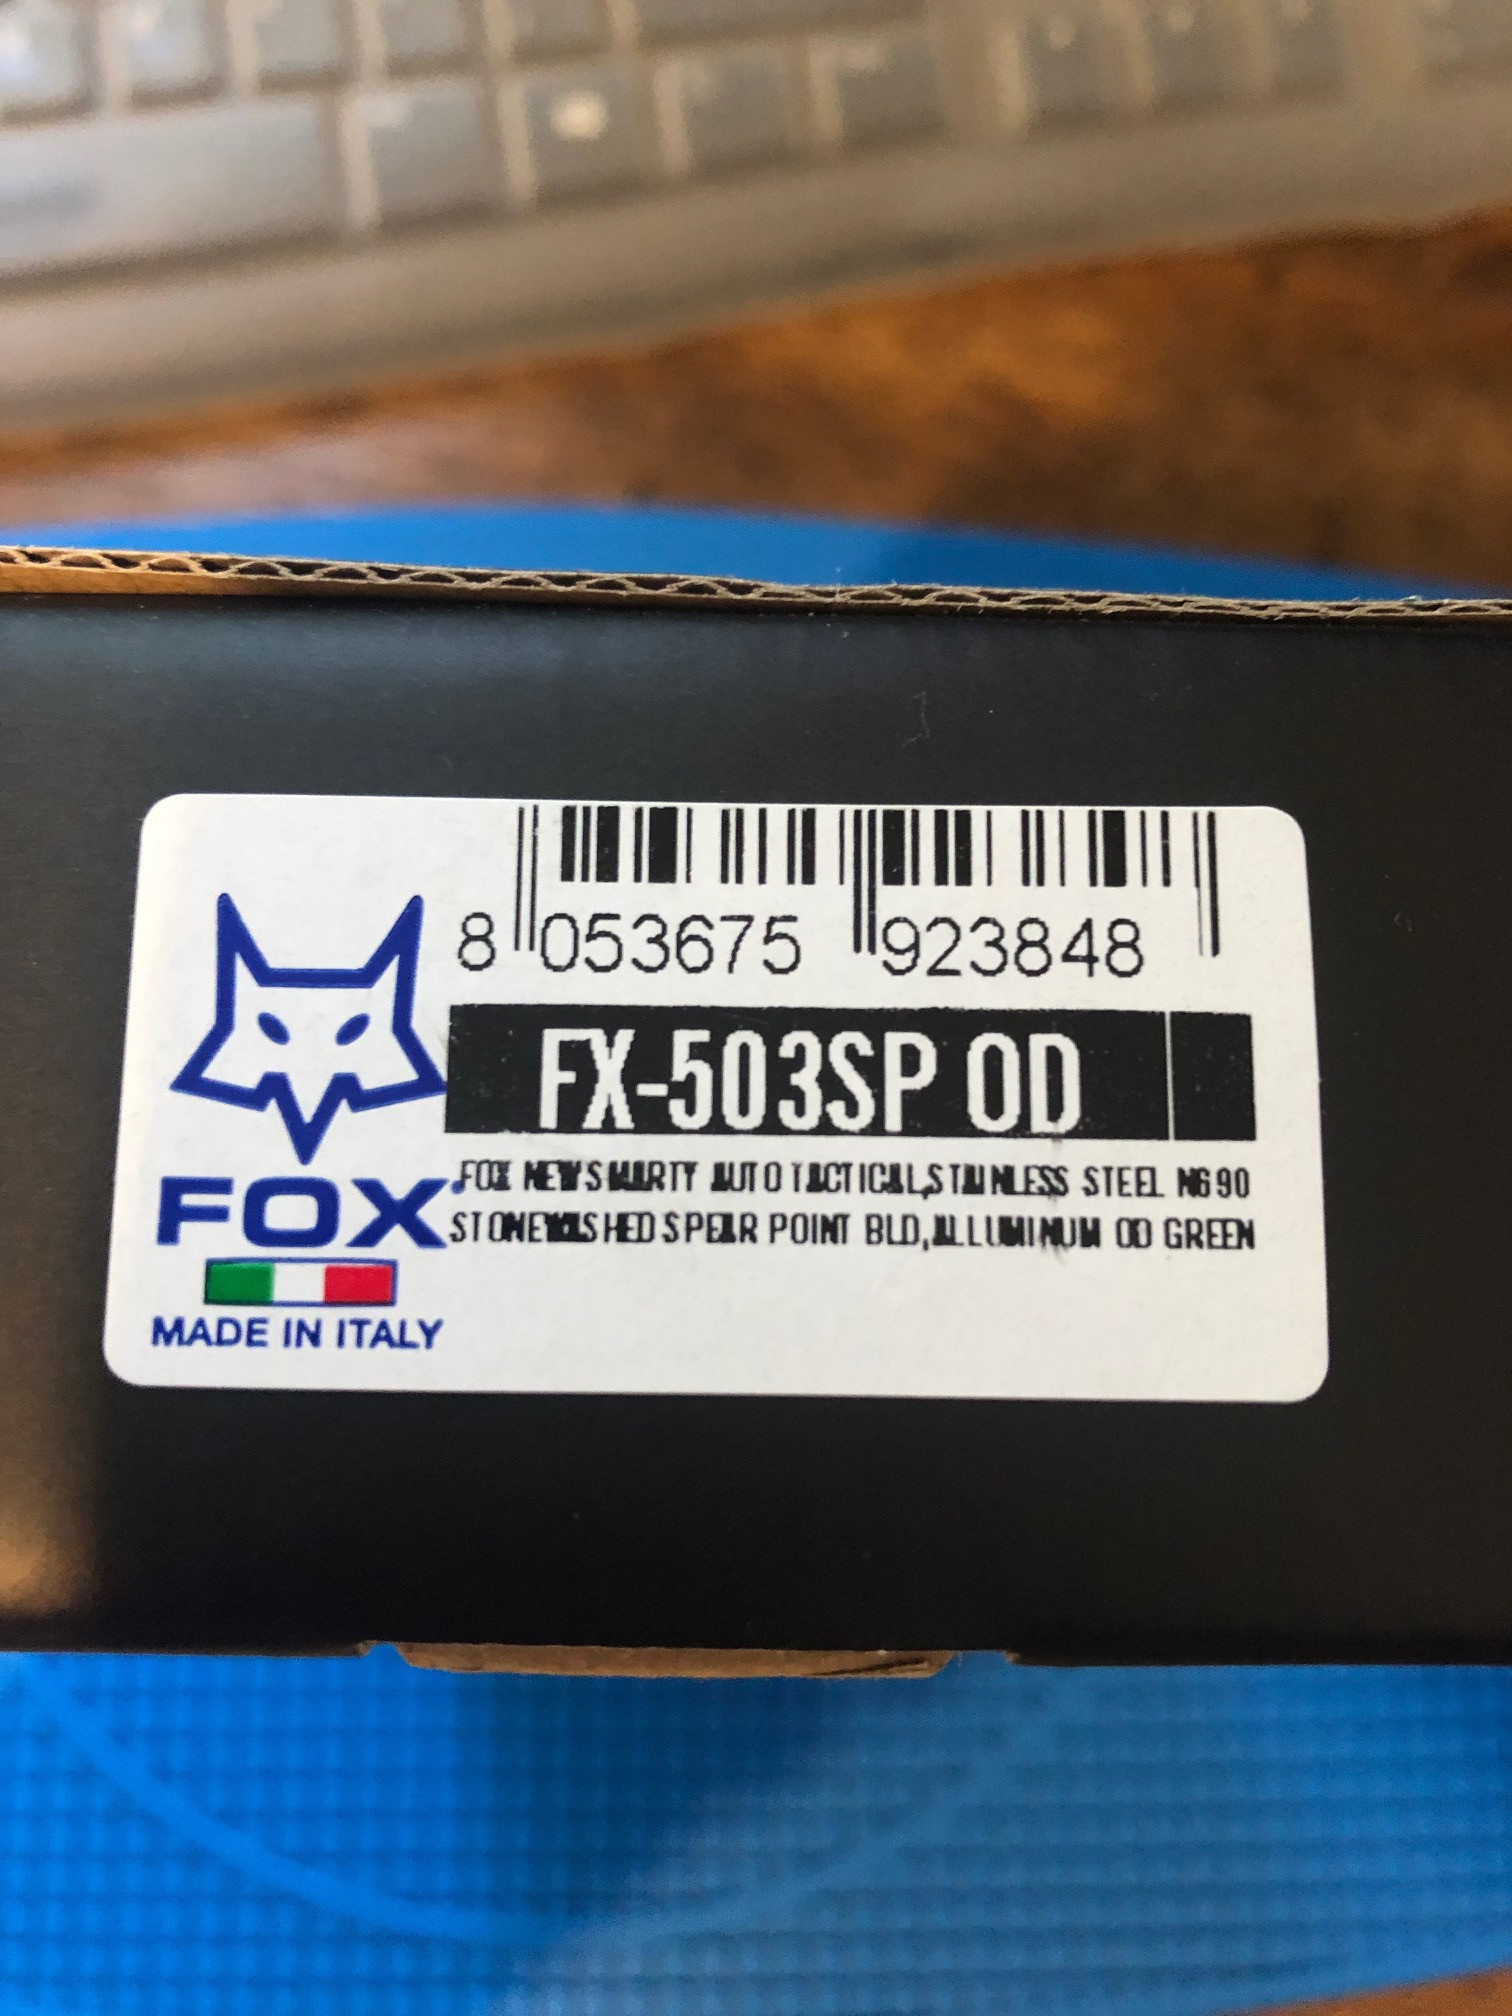 8 053675 923848
FX-503SP OD
FOX NEW SMARTY AUTO TACTICAL,STAINLESS STEEL N690
STONEWASHED SPEAR POINT BLD,ALLUMINUM OD GREEN
FOX
MADE IN ITALY